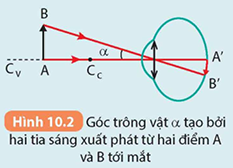 B
α
A'
C_V A C_C
B'
Hình 10.2 Góc trông vật α tạo bởi
hai tia sáng xuất phát từ hai điểm A
và B tới mắt